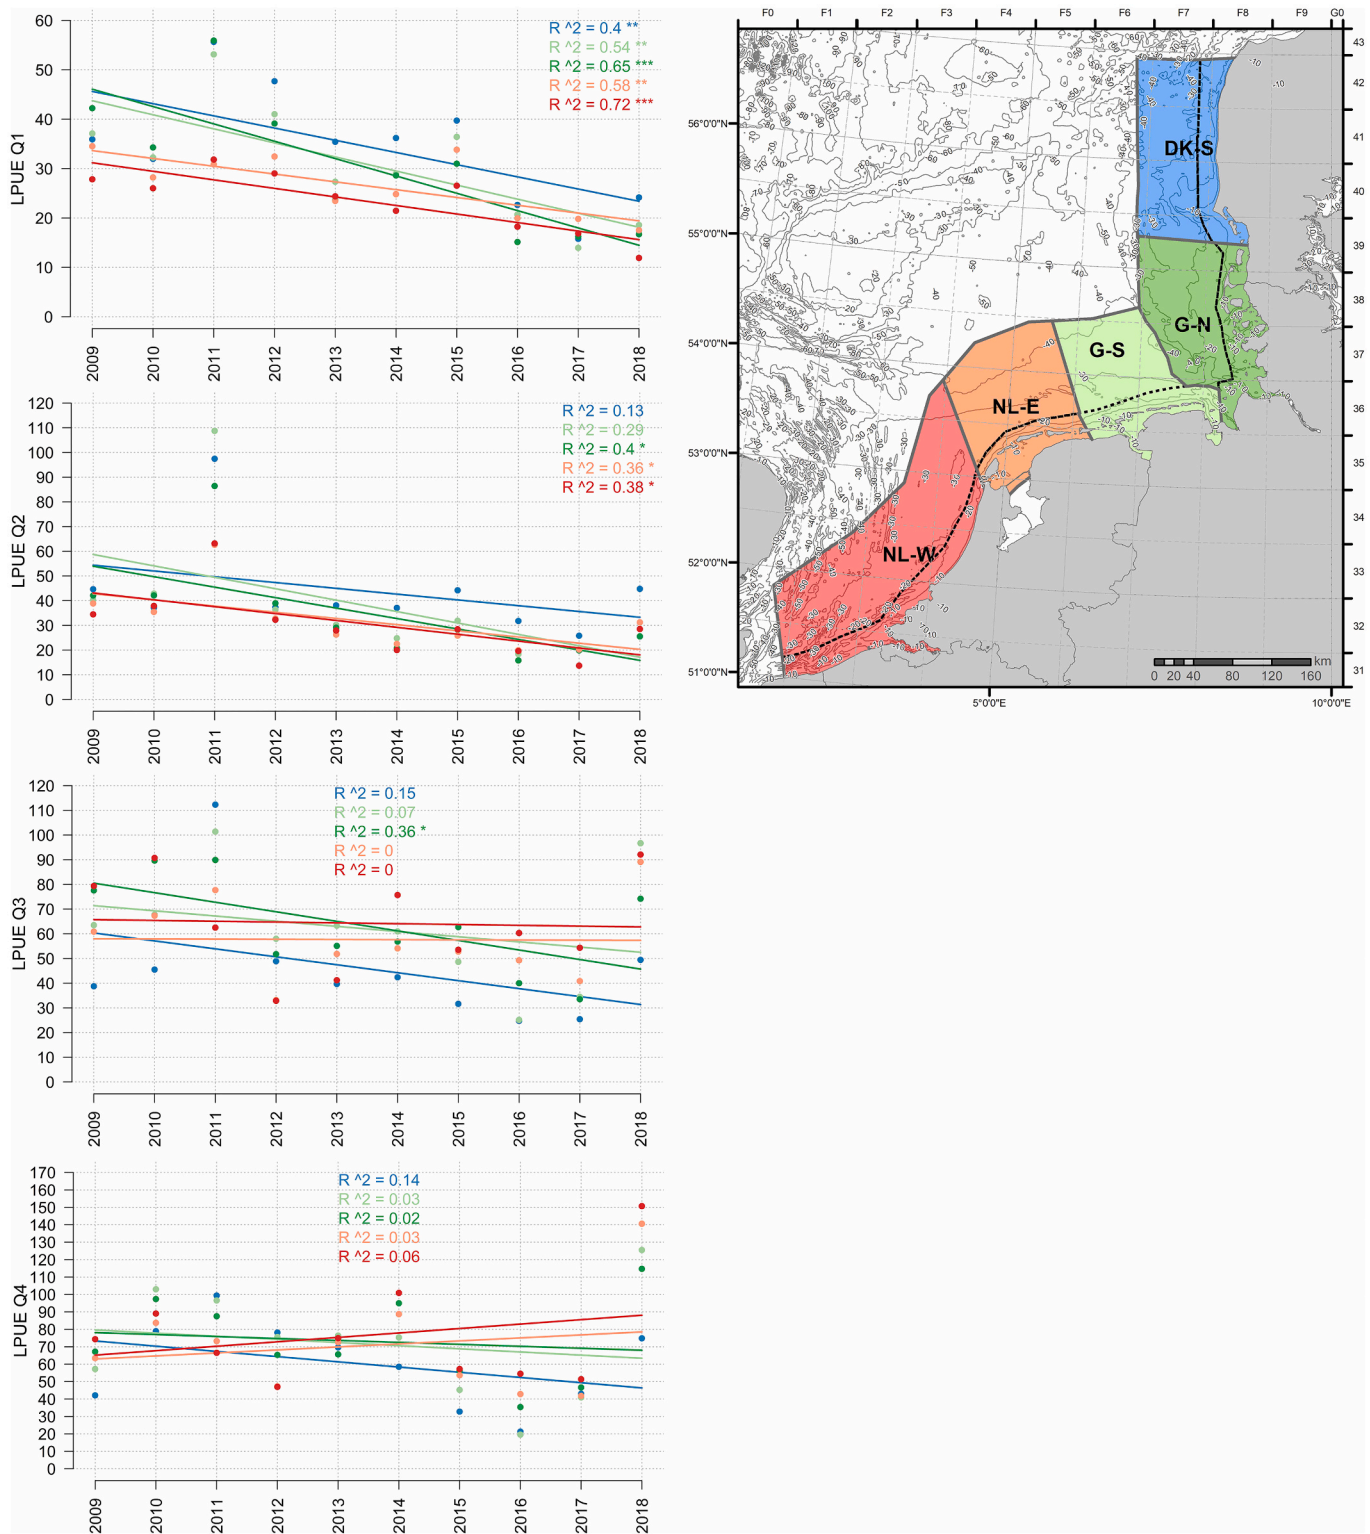 LPUE Q1
60
50
40
30
20
10
0
R ^2 = 0.4 **
R ^2 = 0.54 **
R ^2 = 0.65 ***
R ^2 = 0.58 **
R ^2 = 0.72 ***
2009 2010 2011 2012 2013 2014 2015 2016 2017 2018
LPUE Q2
120
110
100
90
80
70
60
50
40
30
20
10
0
R ^2 = 0.13
R ^2 = 0.29
R ^2 = 0.4 *
R ^2 = 0.36 *
R ^2 = 0.38 *
2009 2010 2011 2012 2013 2014 2015 2016 2017 2018
LPUE Q3
120
110
100
90
80
70
60
50
40
30
20
10
0
R ^2 = 0.15
R ^2 = 0.07
R ^2 = 0.36 *
R ^2 = 0
R ^2 = 0
2009 2010 2011 2012 2013 2014 2015 2016 2017 2018
LPUE Q4
170
160
150
140
130
120
110
100
90
80
70
60
50
40
30
20
10
0
R ^2 = 0.14
R ^2 = 0.03
R ^2 = 0.02
R ^2 = 0.03
R ^2 = 0.06
2009 2010 2011 2012 2013 2014 2015 2016 2017 2018
F0 F1 F2 F3 F4 F5 F6 F7 F8 F9 G0
43
42
41
40
39
38
37
36
35
34
33
32
31
56°0'0"N
55°0'0"N
54°0'0"N
53°0'0"N
52°0'0"N
51°0'0"N
DK-S
G-N
G-S
NL-E
NL-W
km
0 20 40 80 120 160
5°0'0"E 10°0'0"E